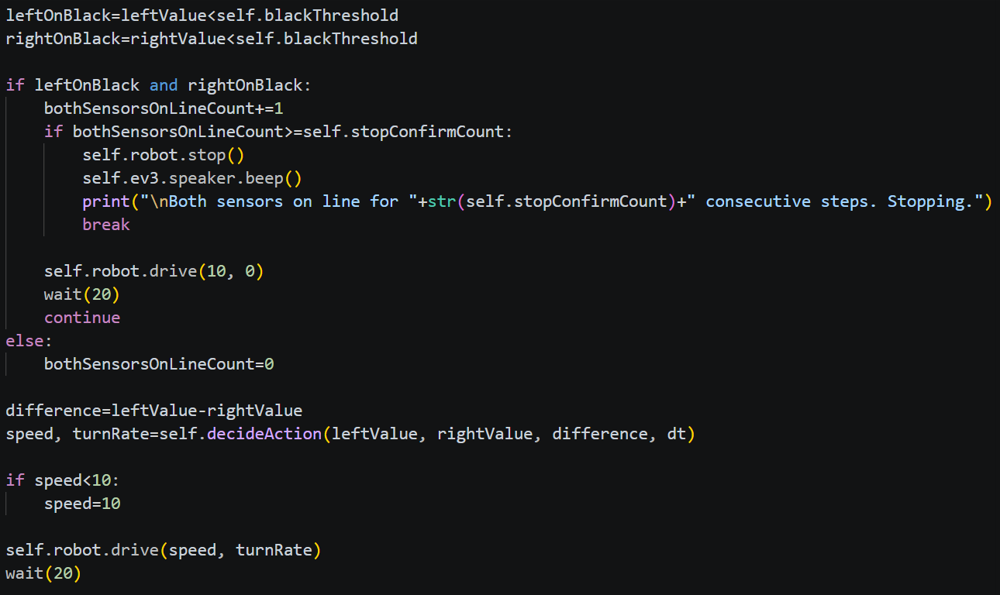 leftOnBlack=leftValue<self.blackThreshold
rightOnBlack=rightValue<self.blackThreshold

if leftOnBlack and rightOnBlack:
    bothSensorsOnLineCount+=1
    if bothSensorsOnLineCount>=self.stopConfirmCount:
        self.robot.stop()
        self.ev3.speaker.beep()
        print("\nBoth sensors on line for "+str(self.stopConfirmCount)+" consecutive steps. Stopping.")
        break

    self.robot.drive(10, 0)
    wait(20)
    continue
else:
    bothSensorsOnLineCount=0

difference=leftValue-rightValue
speed, turnRate=self.decideAction(leftValue, rightValue, difference, dt)

if speed<10:
    speed=10

self.robot.drive(speed, turnRate)
wait(20)